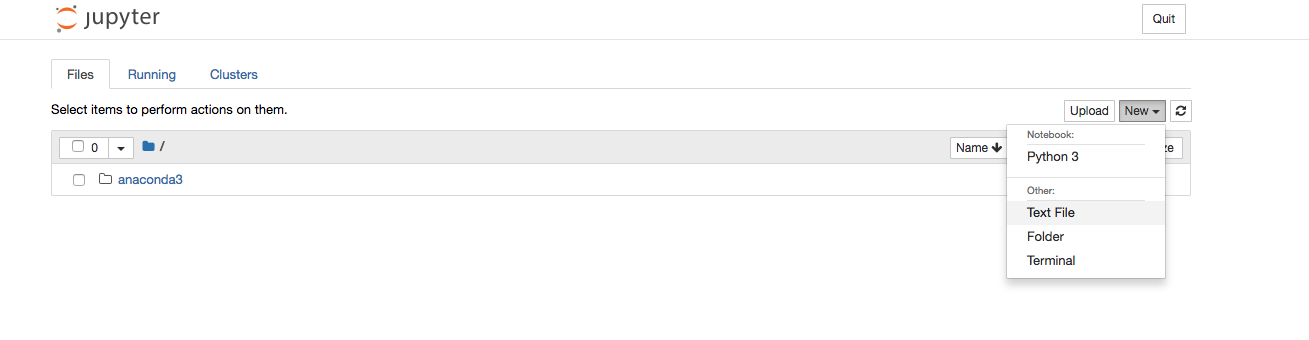 jupyter
Quit
Files Running Clusters
Select items to perform actions on them.
Upload New
0 /
Name ze
anaconda3
Notebook:
Python 3
Other:
Text File
Folder
Terminal